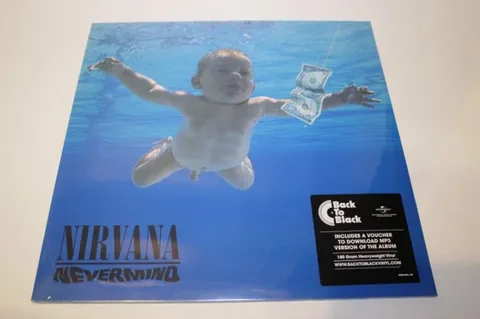 NIRVANA
NEVERMIND
Back
To
Black
INCLUDES A VOUCHER
TO DOWNLOAD MP3
VERSION OF THE ALBUM
180 Gram Heavyweight Vinyl
WWW.BACKTOBLACKVINYL.COM